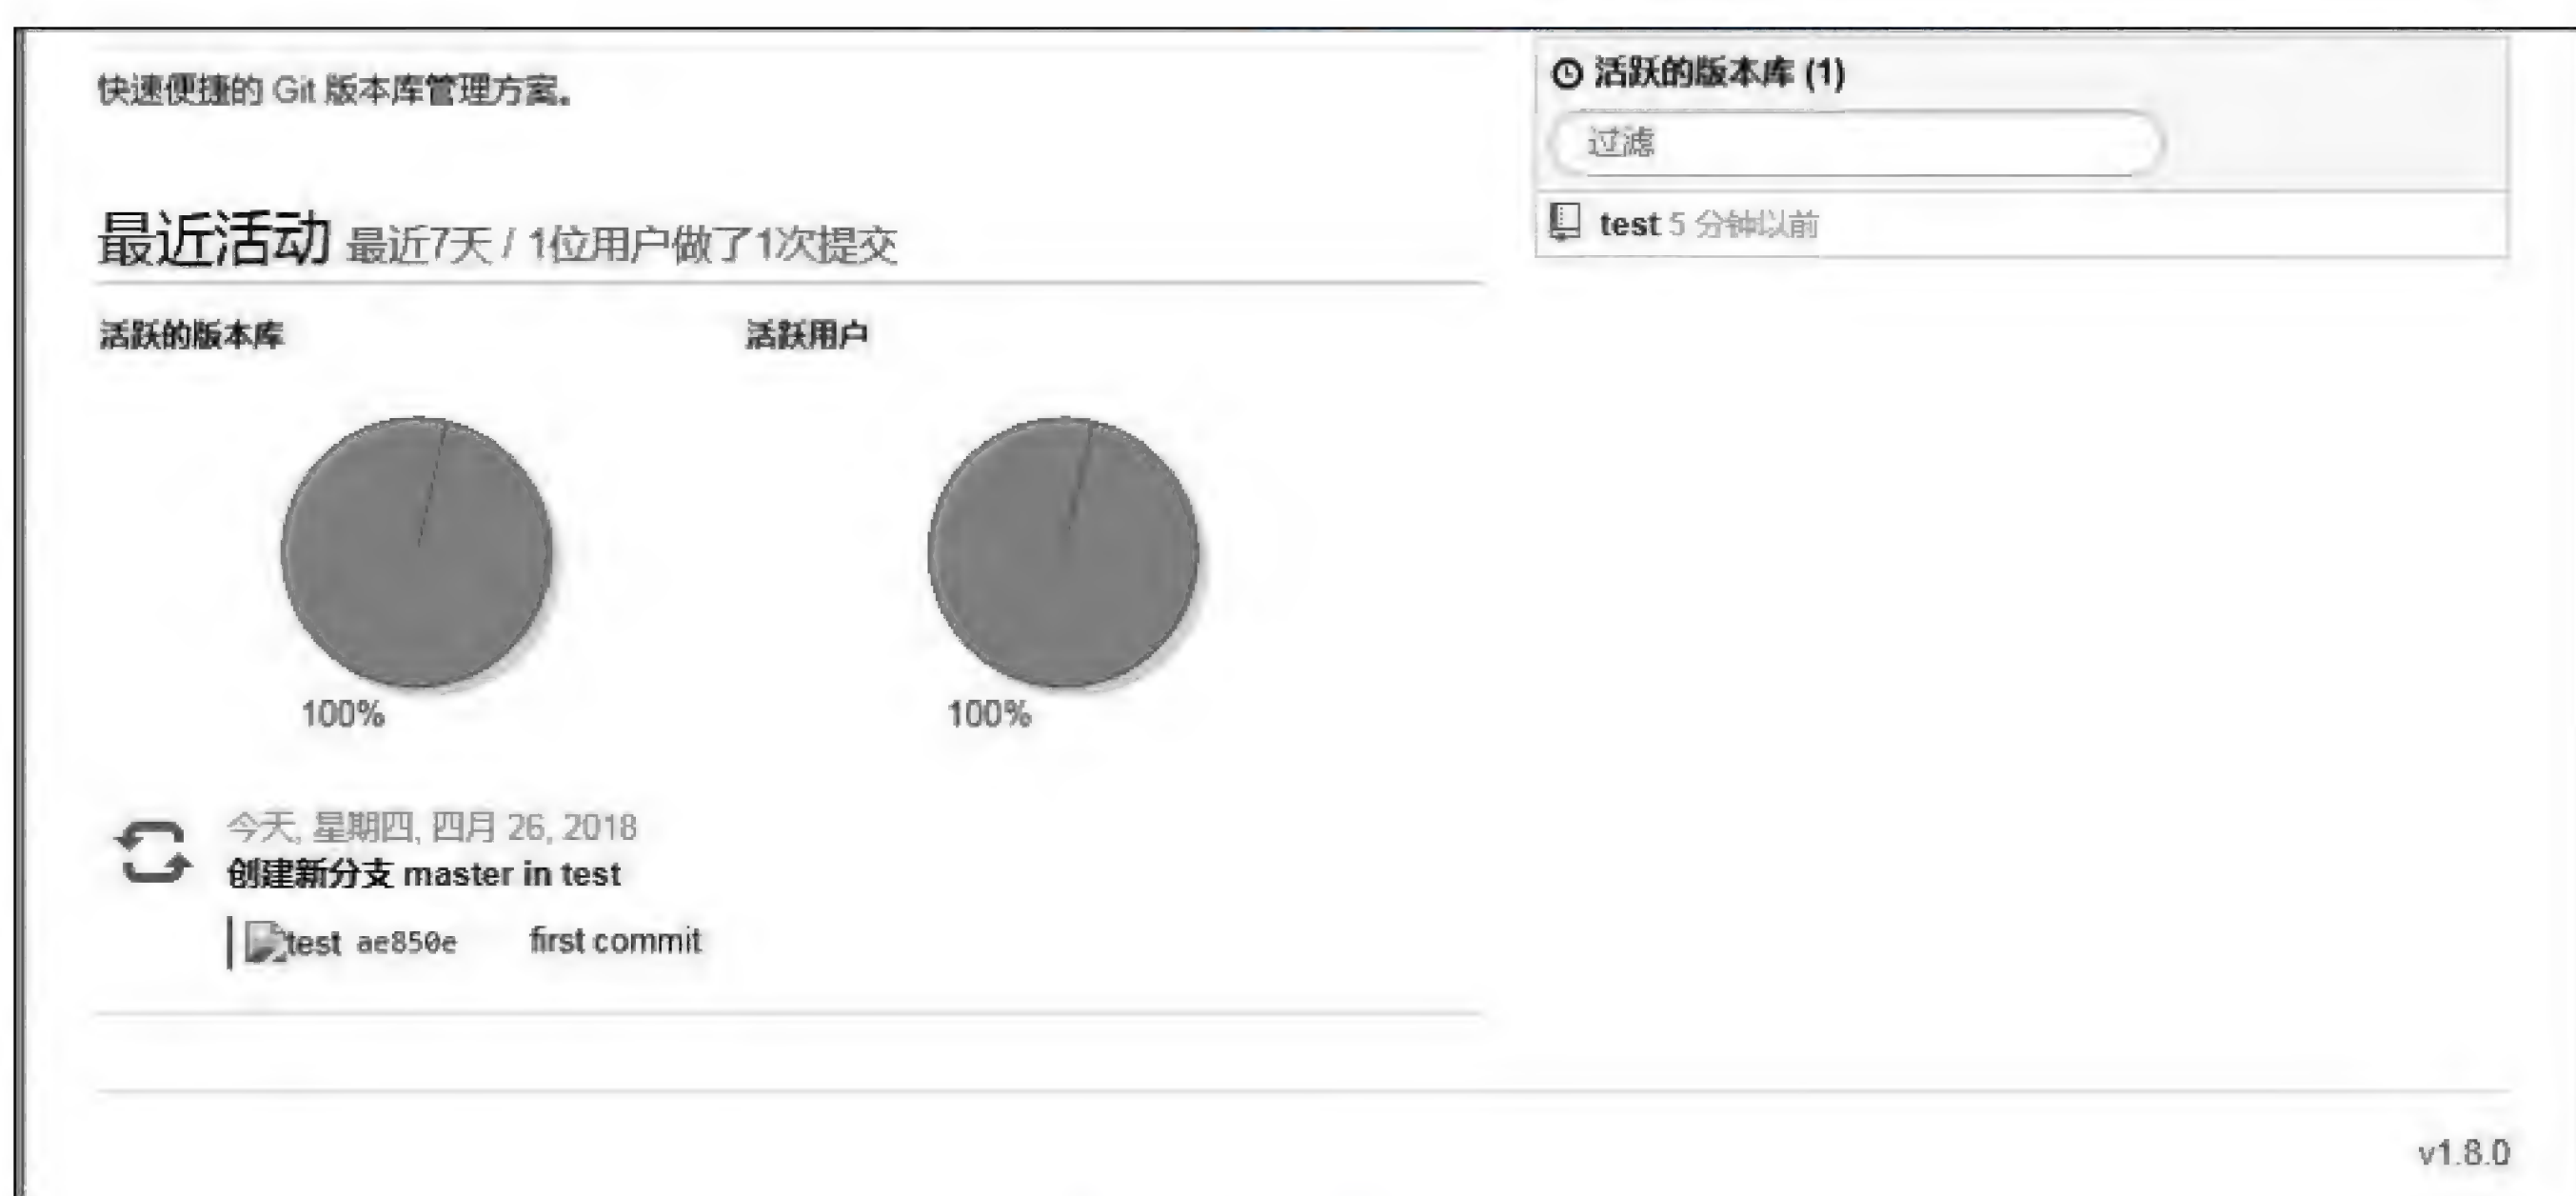 快速便捷的 Git 版本库管理方案。
最近活动 最近7天 / 1位用户做了1次提交
活跃的版本库
活跃用户
100%
100%
今天, 星期四, 四月 26, 2018
创建新分支 master in test
test ae850e first commit
活跃的版本库 (1)
过滤
test 5 分钟以前
v1.8.0